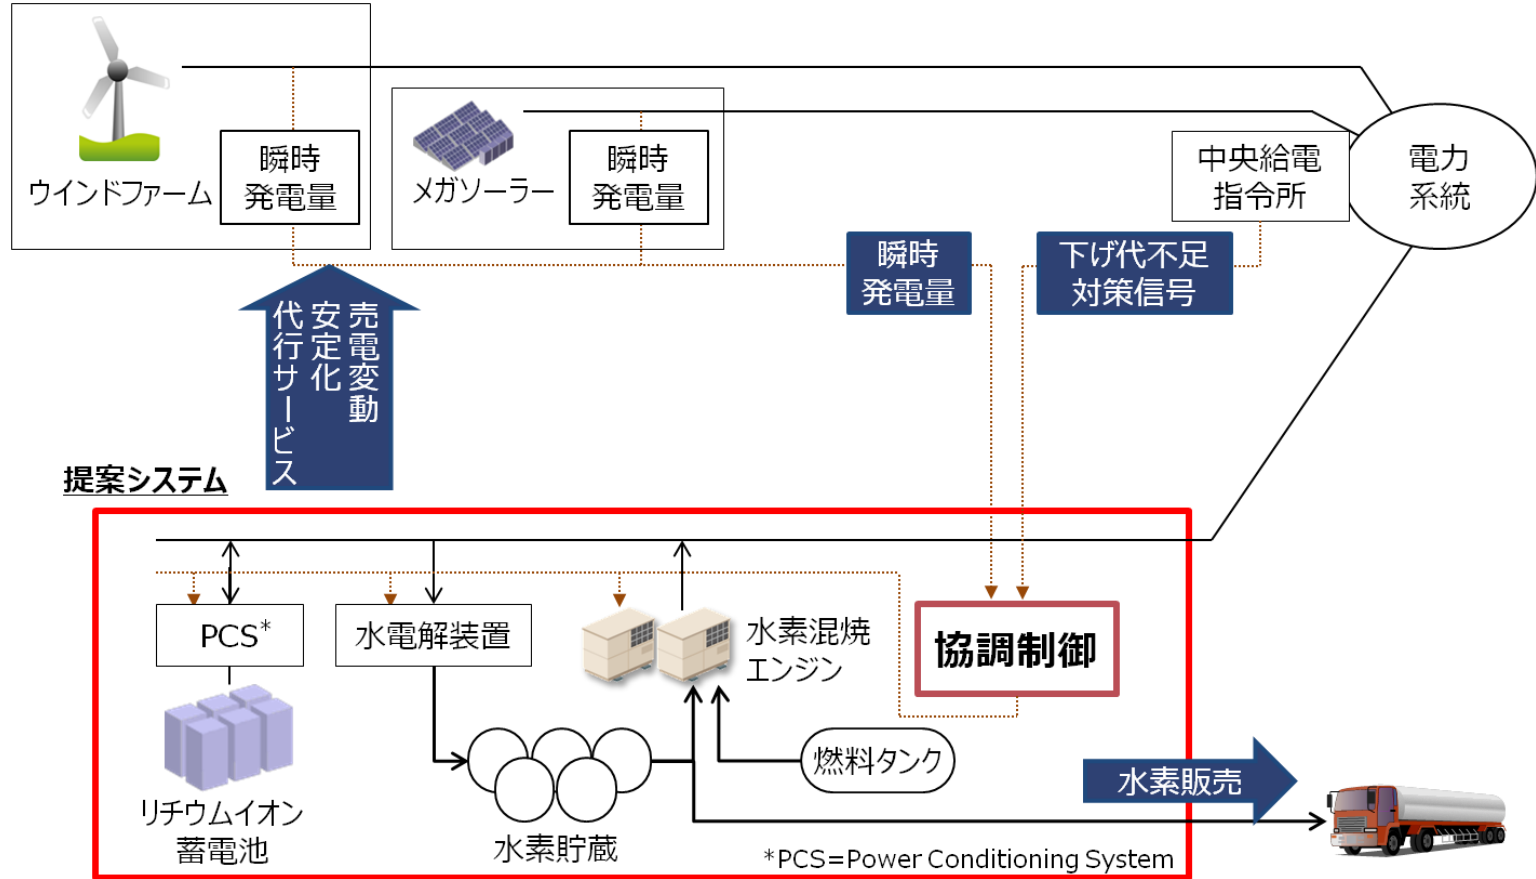 ウインドファーム
瞬時
発電量
メガソーラー
瞬時
発電量
中央給電
指令所
電力
系統
瞬時
発電量
下げ代不足
対策信号
売電変動
安定化
代行サービス
提案システム
PCS*
水電解装置
水素混焼
エンジン
協調制御
リチウムイオン
蓄電池
水素貯蔵
燃料タンク
水素販売
*PCS=Power Conditioning System